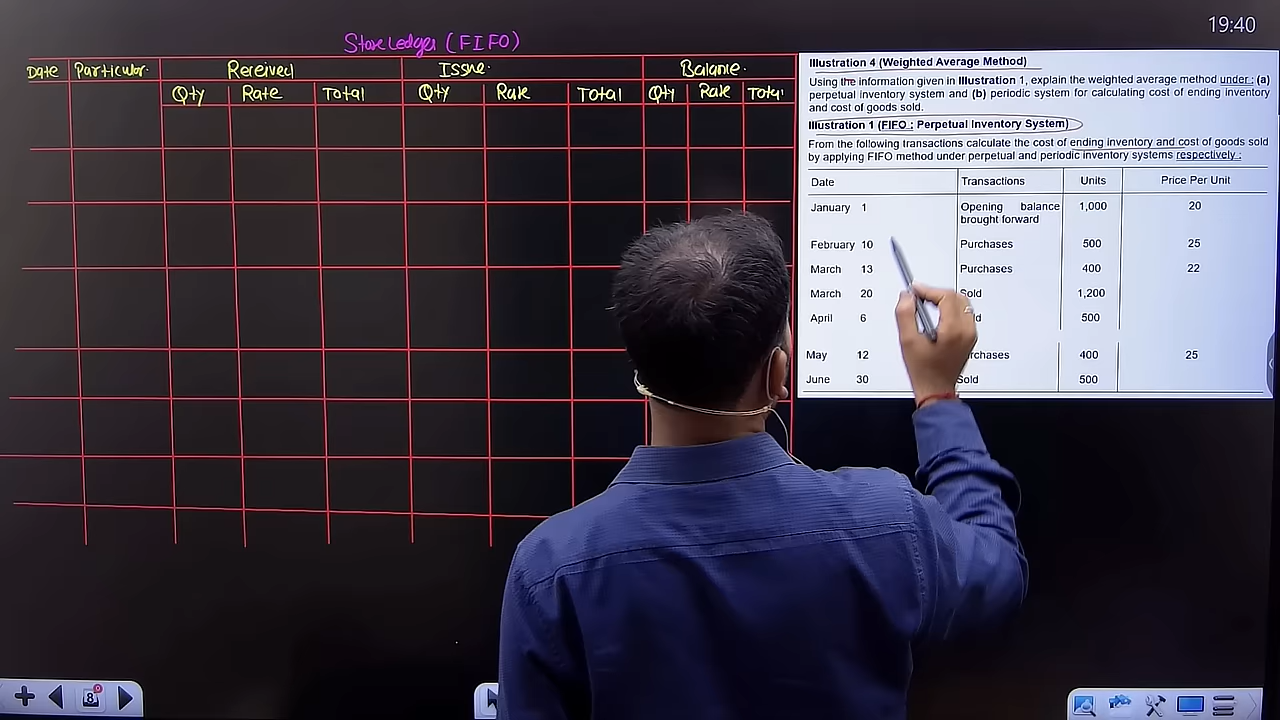 19:40
Store Ledger (FIFO)
Date Particular. Received Issue. Balance.
Qty Rate Total Qty Rate Total Qty Rate Total
Illustration 4 (Weighted Average Method)
Using the information given in Illustration 1, explain the weighted average method under : (a)
perpetual inventory system and (b) periodic system for calculating cost of ending inventory
and cost of goods sold.
Illustration 1 (FIFO : Perpetual Inventory System)
From the following transactions calculate the cost of ending inventory and cost of goods sold
by applying FIFO method under perpetual and periodic inventory systems respectively :
Date Transactions Units Price Per Unit
January 1 Opening balance 1,000 20
brought forward
February 10 Purchases 500 25
March 13 Purchases 400 22
March 20 Sold 1,200
April 6 500
May 12 400 25
June 30 Sold 500
8